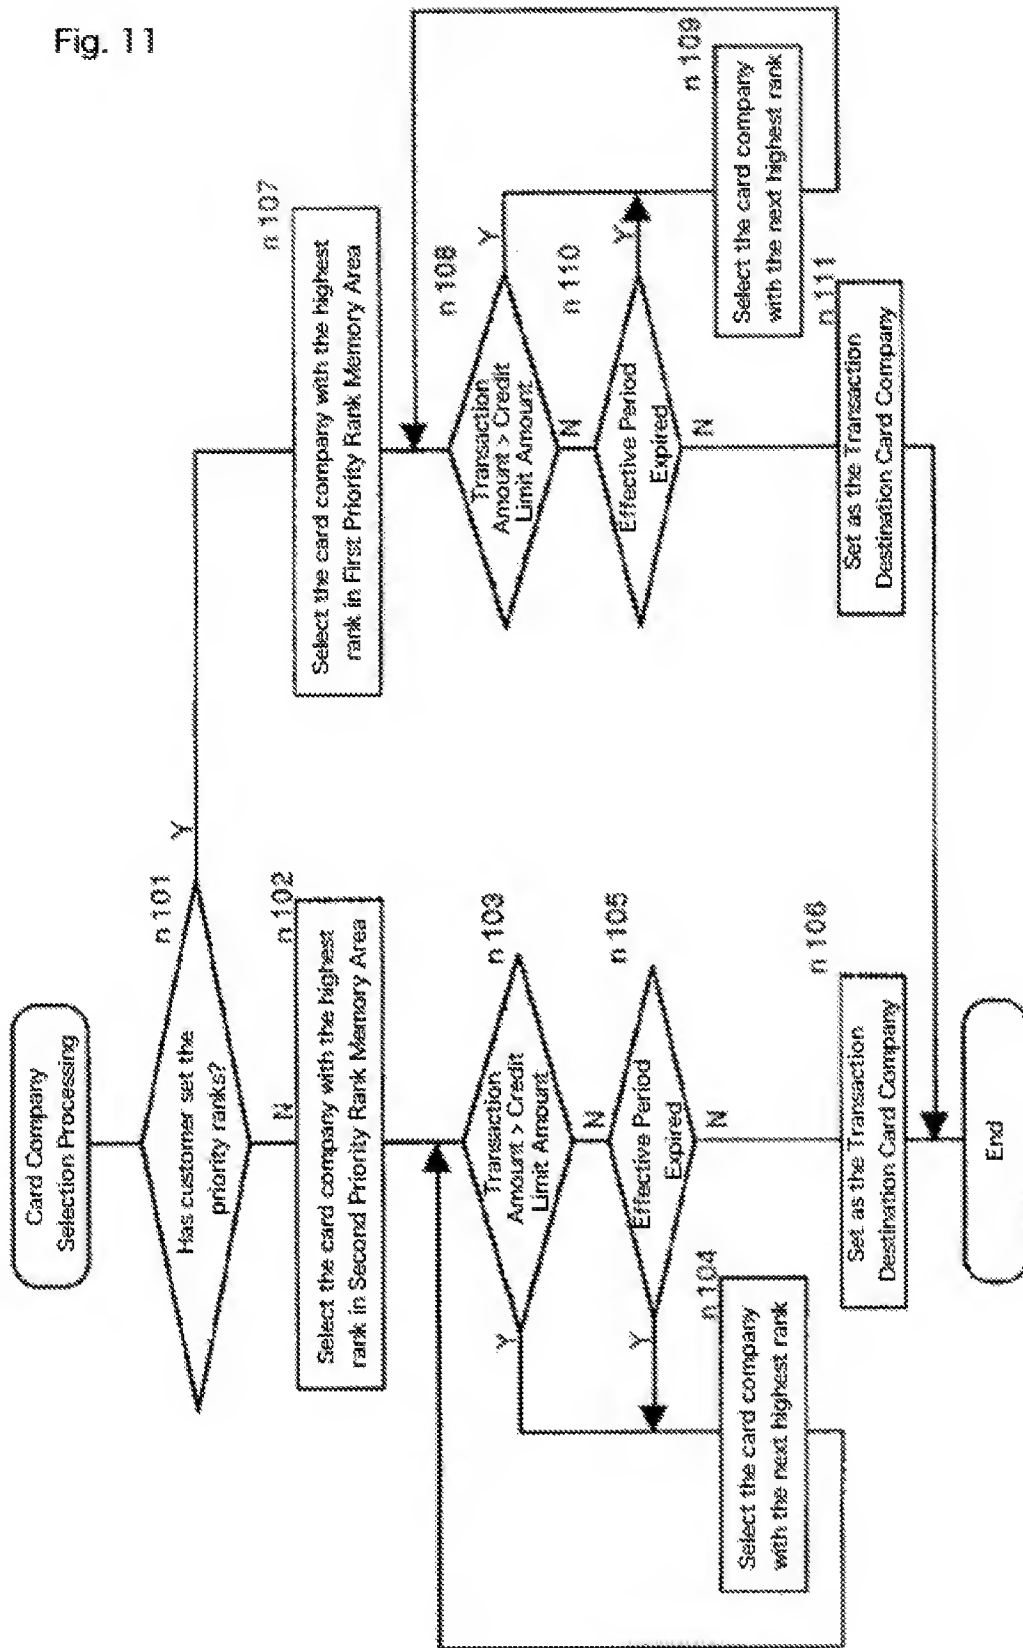 Fig. 11
Card Company
Selection Processing
n 101
Has customer set the
priority ranks?
Y
N
n 102
Select the card company with the highest
rank in Second Priority Rank Memory Area
n 103
Transaction
Amount > Credit
Limit Amount
Y
N
n 105
Effective Period
Expired
Y
N
n 104
Select the card company
with the next highest rank
n 106
Set as the Transaction
Destination Card Company
End
n 107
Select the card company with the highest
rank in First Priority Rank Memory Area
n 108
Transaction
Amount > Credit
Limit Amount
Y
N
n 110
Effective Period
Expired
Y
N
n 109
Select the card company
with the next highest rank
n 111
Set as the Transaction
Destination Card Company